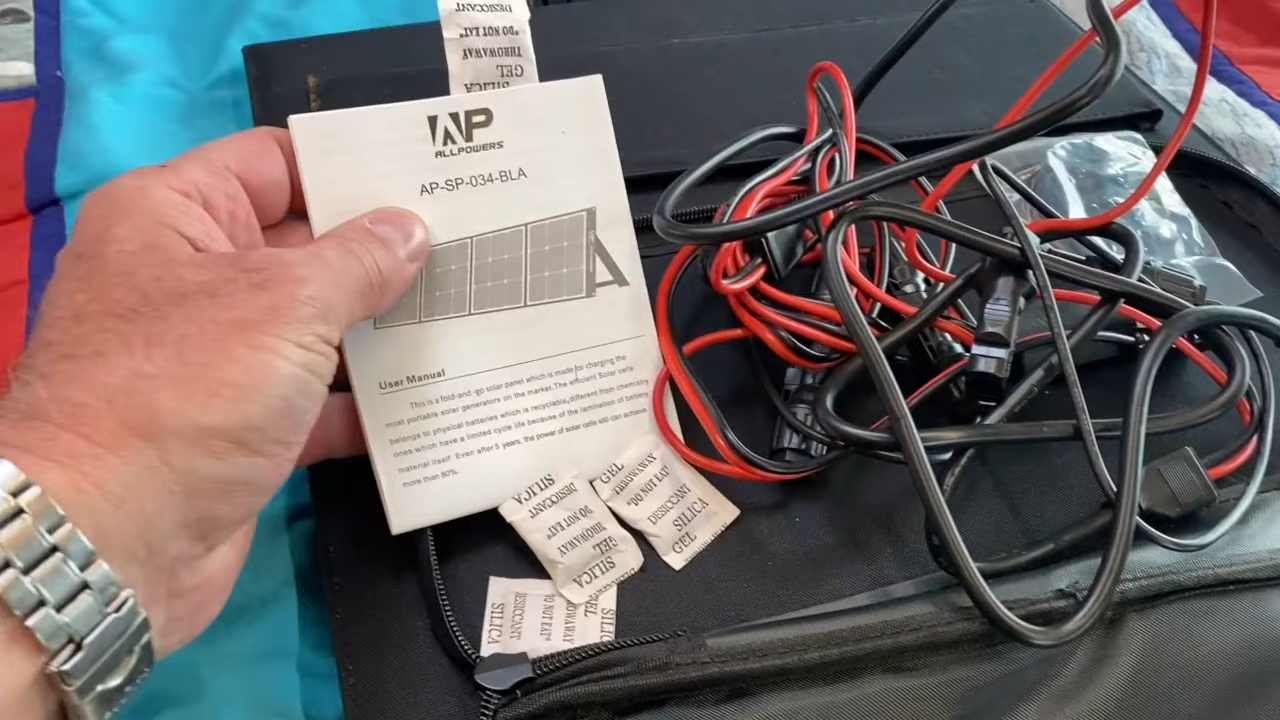 AP
ALLPOWERS
AP-SP-034-BLA
User Manual
This is a fold-and -go solar panel which is made for charging the
most portable solar generators on the market.The efficient Solar cells
belongs to physical batteries which is recyclable,different from chemistry
ones which have a limited cycle life because of the lamination of battery
material itself. Even after 5 years, the power of solar cells still can achieve
more than 80%.
DESICCANT
"DO NOT EAT"
THROWAWAY
GEL
SILICA
SILICA
DESICCANT
"DO NOT EAT"
THROWAWAY
GEL
SILICA
GEL
THROWAWAY
"DO NOT EAT"
DESICCANT
SILICA
GEL
SILICA
DESICCANT
"DO NOT EAT"
THROWAWAY
GEL